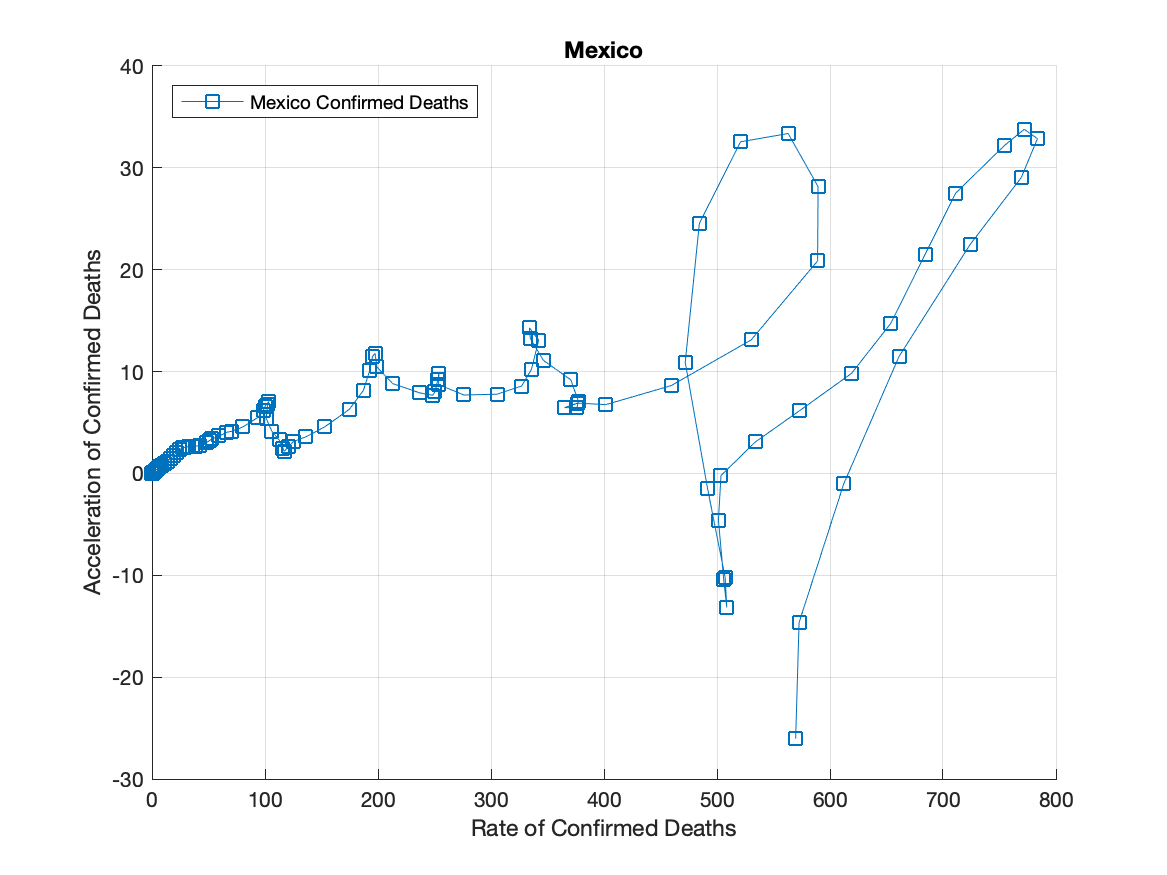 Mexico
Mexico Confirmed Deaths
40
30
20
10
0
-10
-20
-30
Acceleration of Confirmed Deaths
0 100 200 300 400 500 600 700 800
Rate of Confirmed Deaths